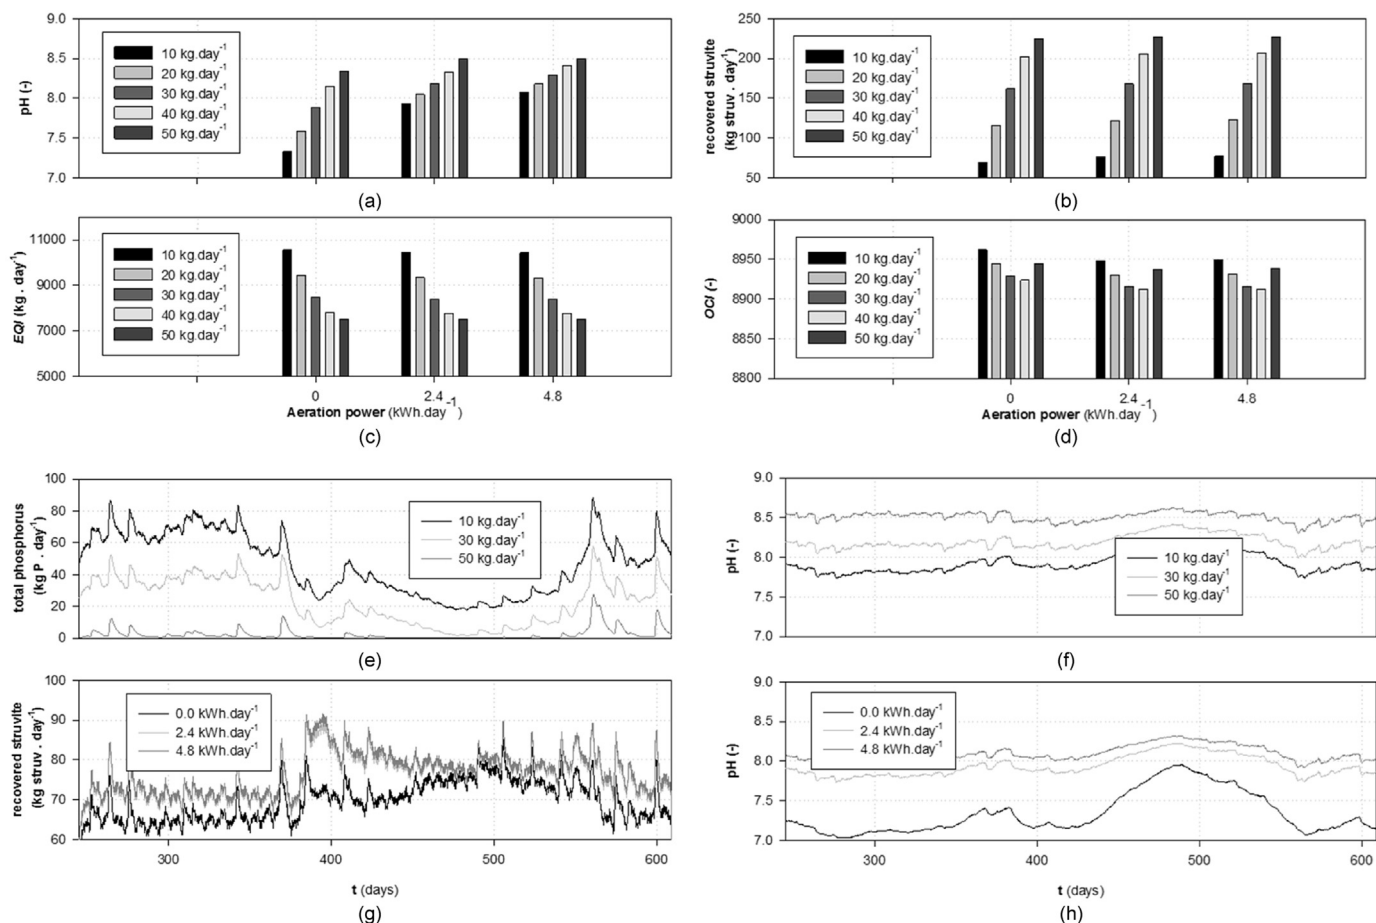 9.0
8.5
8.0
7.5
7.0
pH (-)
10 kg.day⁻¹
20 kg.day⁻¹
30 kg.day⁻¹
40 kg.day⁻¹
50 kg.day⁻¹
(a)
250
200
150
100
50
recovered struvite
(kg struv . day⁻¹)
10 kg.day⁻¹
20 kg.day⁻¹
30 kg.day⁻¹
40 kg.day⁻¹
50 kg.day⁻¹
(b)
11000
9000
7000
5000
EQI (kg . day⁻¹)
10 kg.day⁻¹
20 kg.day⁻¹
30 kg.day⁻¹
40 kg.day⁻¹
50 kg.day⁻¹
0
2.4
4.8
Aeration power (kWh.day⁻¹)
(c)
9000
8950
8900
8850
8800
OCI (-)
10 kg.day⁻¹
20 kg.day⁻¹
30 kg.day⁻¹
40 kg.day⁻¹
50 kg.day⁻¹
0
2.4
4.8
Aeration power (kWh.day⁻¹)
(d)
100
80
60
40
20
0
total phosphorus
(kg P . day⁻¹)
10 kg.day⁻¹
30 kg.day⁻¹
50 kg.day⁻¹
(e)
9.0
8.5
8.0
7.5
7.0
pH (-)
10 kg.day⁻¹
30 kg.day⁻¹
50 kg.day⁻¹
(f)
100
90
80
70
60
recovered struvite
(kg struv . day⁻¹)
0.0 kWh.day⁻¹
2.4 kWh.day⁻¹
4.8 kWh.day⁻¹
300
400
500
600
t (days)
(g)
9.0
8.5
8.0
7.5
7.0
pH (-)
0.0 kWh.day⁻¹
2.4 kWh.day⁻¹
4.8 kWh.day⁻¹
300
400
500
600
t (days)
(h)